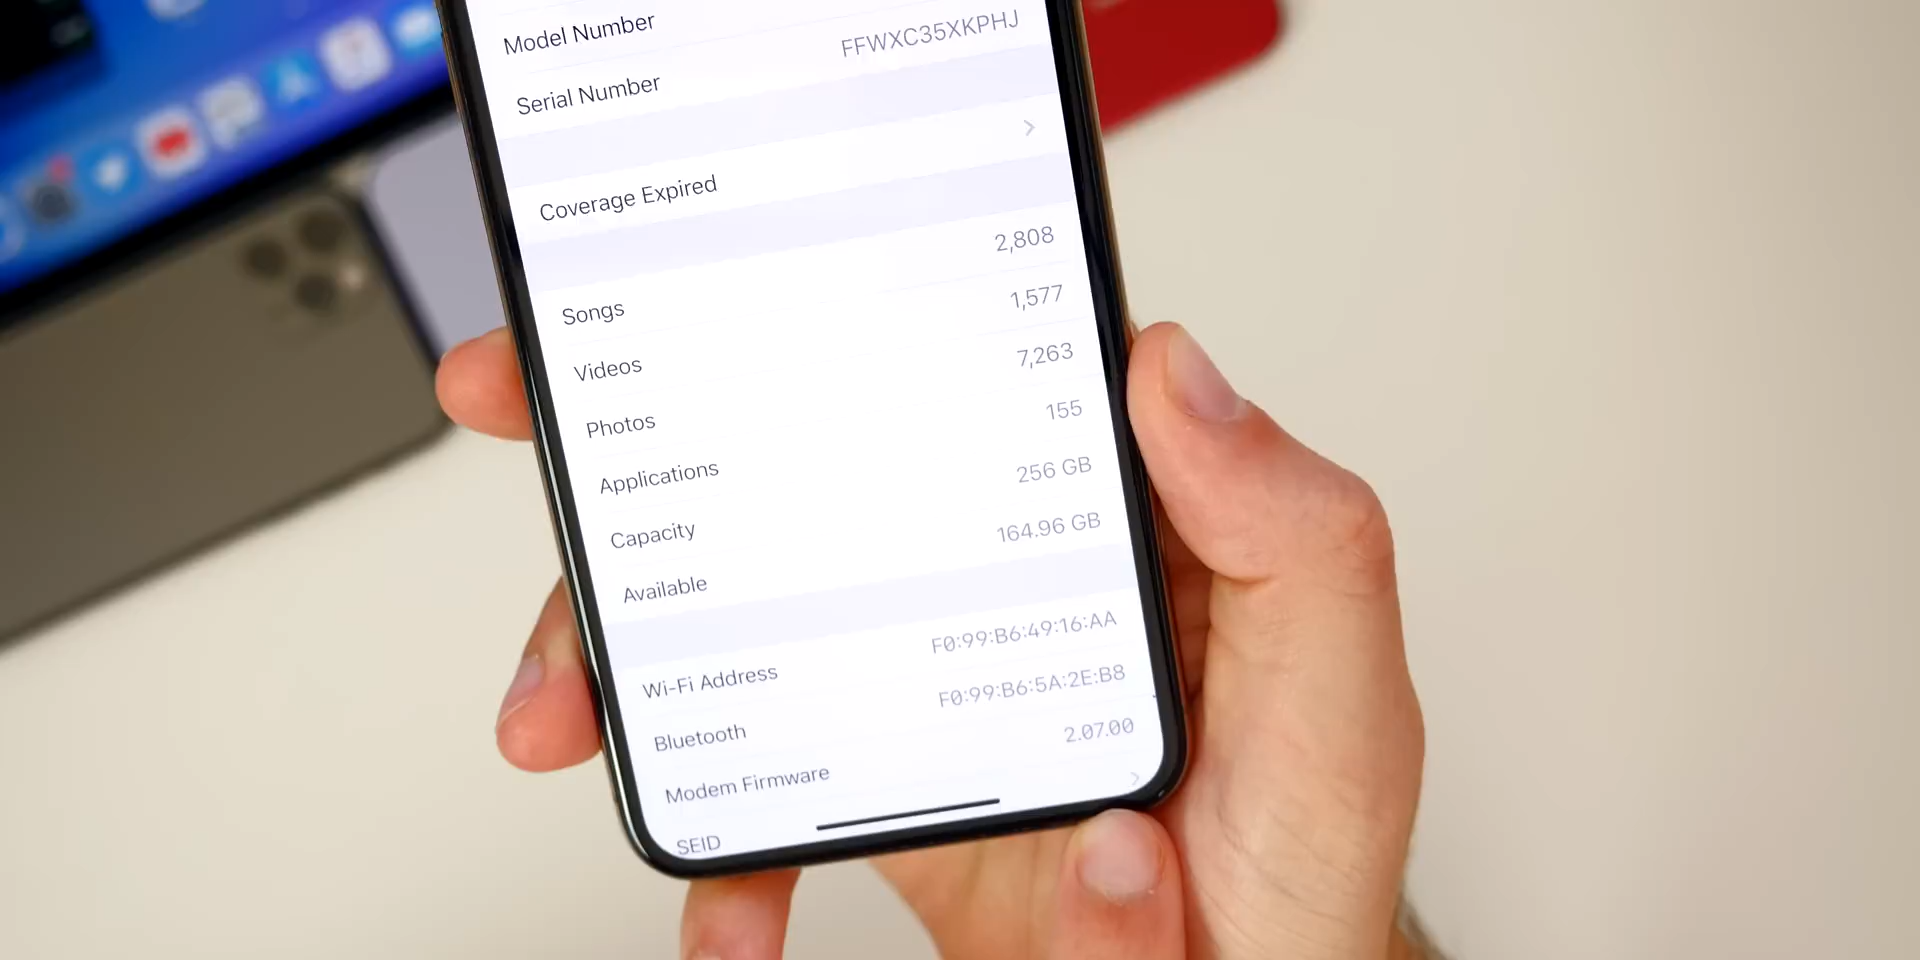 Model Number
Serial Number FFWXC35XKPHJ
Coverage Expired
Songs 2,808
Videos 1,577
Photos 7,263
Applications 155
Capacity 256 GB
Available 164.96 GB
Wi-Fi Address F0:99:B6:49:16:AA
Bluetooth F0:99:B6:5A:2E:B8
Modem Firmware 2.07.00
SEID